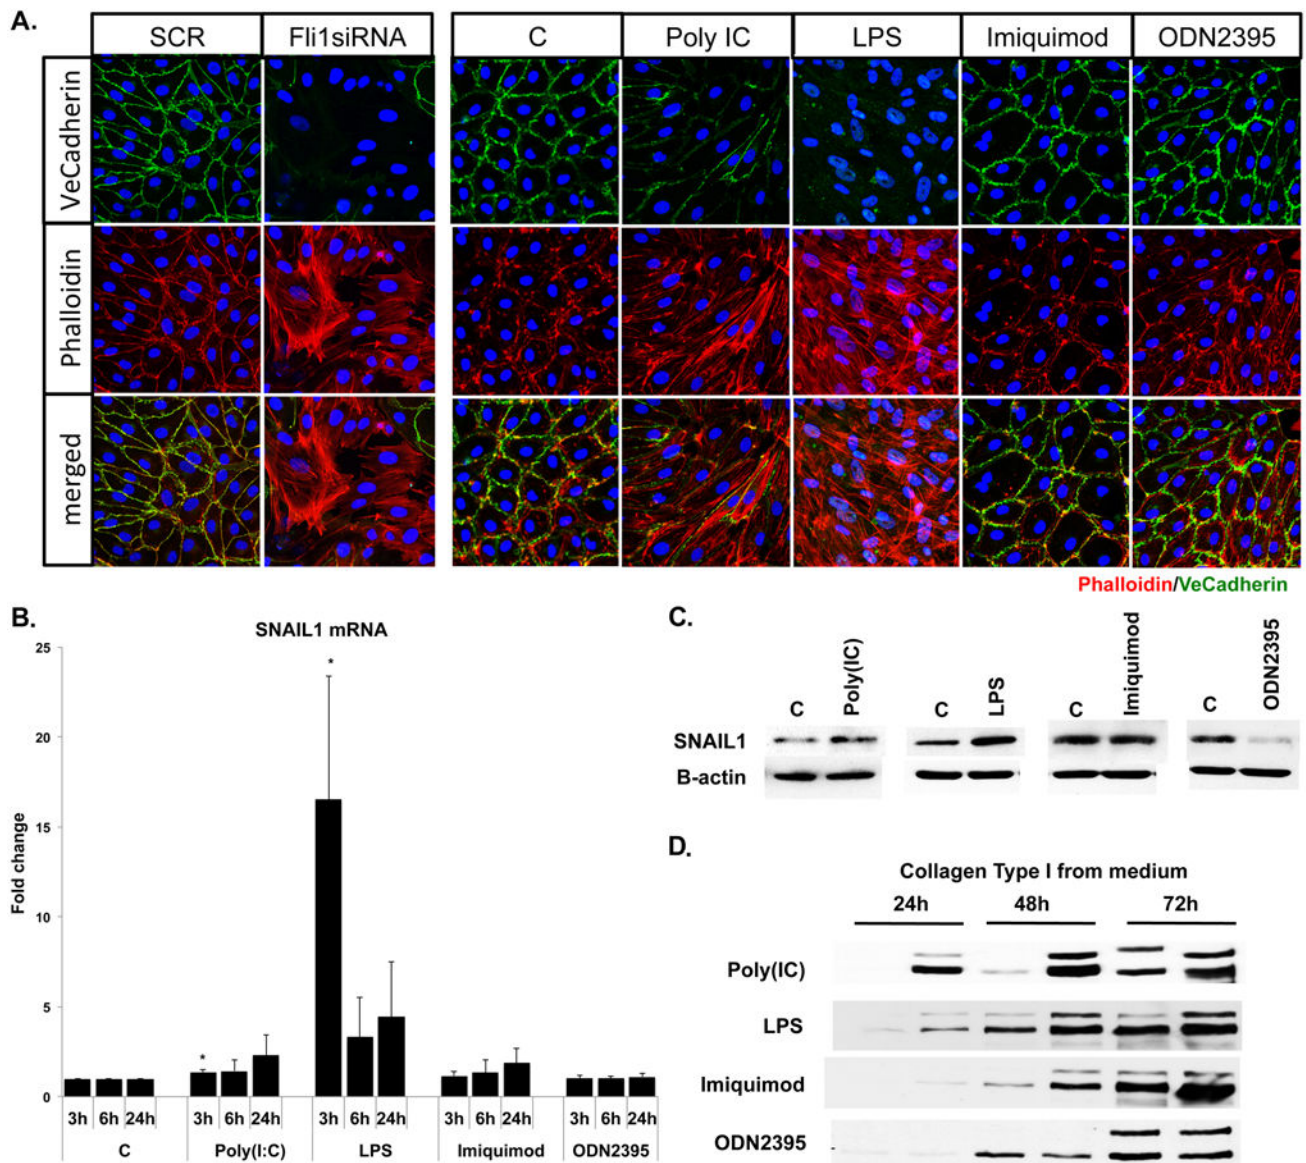 A.
SCR Fli1siRNA C Poly IC LPS Imiquimod ODN2395
VeCadherin
Phalloidin
merged
Phalloidin/VeCadherin
B.
SNAIL1 mRNA
Fold change
25
20
15
10
5
0
* *
3h 6h 24h 3h 6h 24h 3h 6h 24h 3h 6h 24h 3h 6h 24h
C Poly(I:C) LPS Imiquimod ODN2395
C.
C Poly(IC) C LPS C Imiquimod C ODN2395
SNAIL1
B-actin
D.
Collagen Type I from medium
24h 48h 72h
Poly(IC)
LPS
Imiquimod
ODN2395